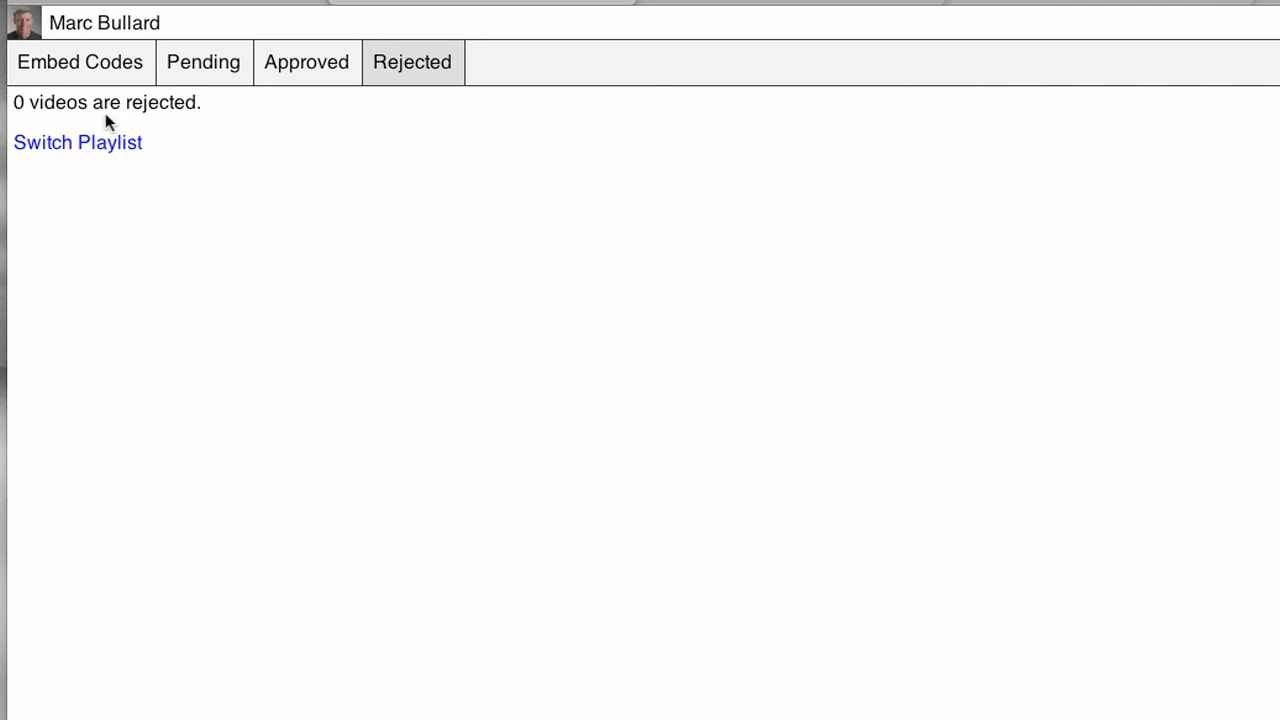 Marc Bullard
Embed Codes Pending Approved Rejected
0 videos are rejected.
Switch Playlist